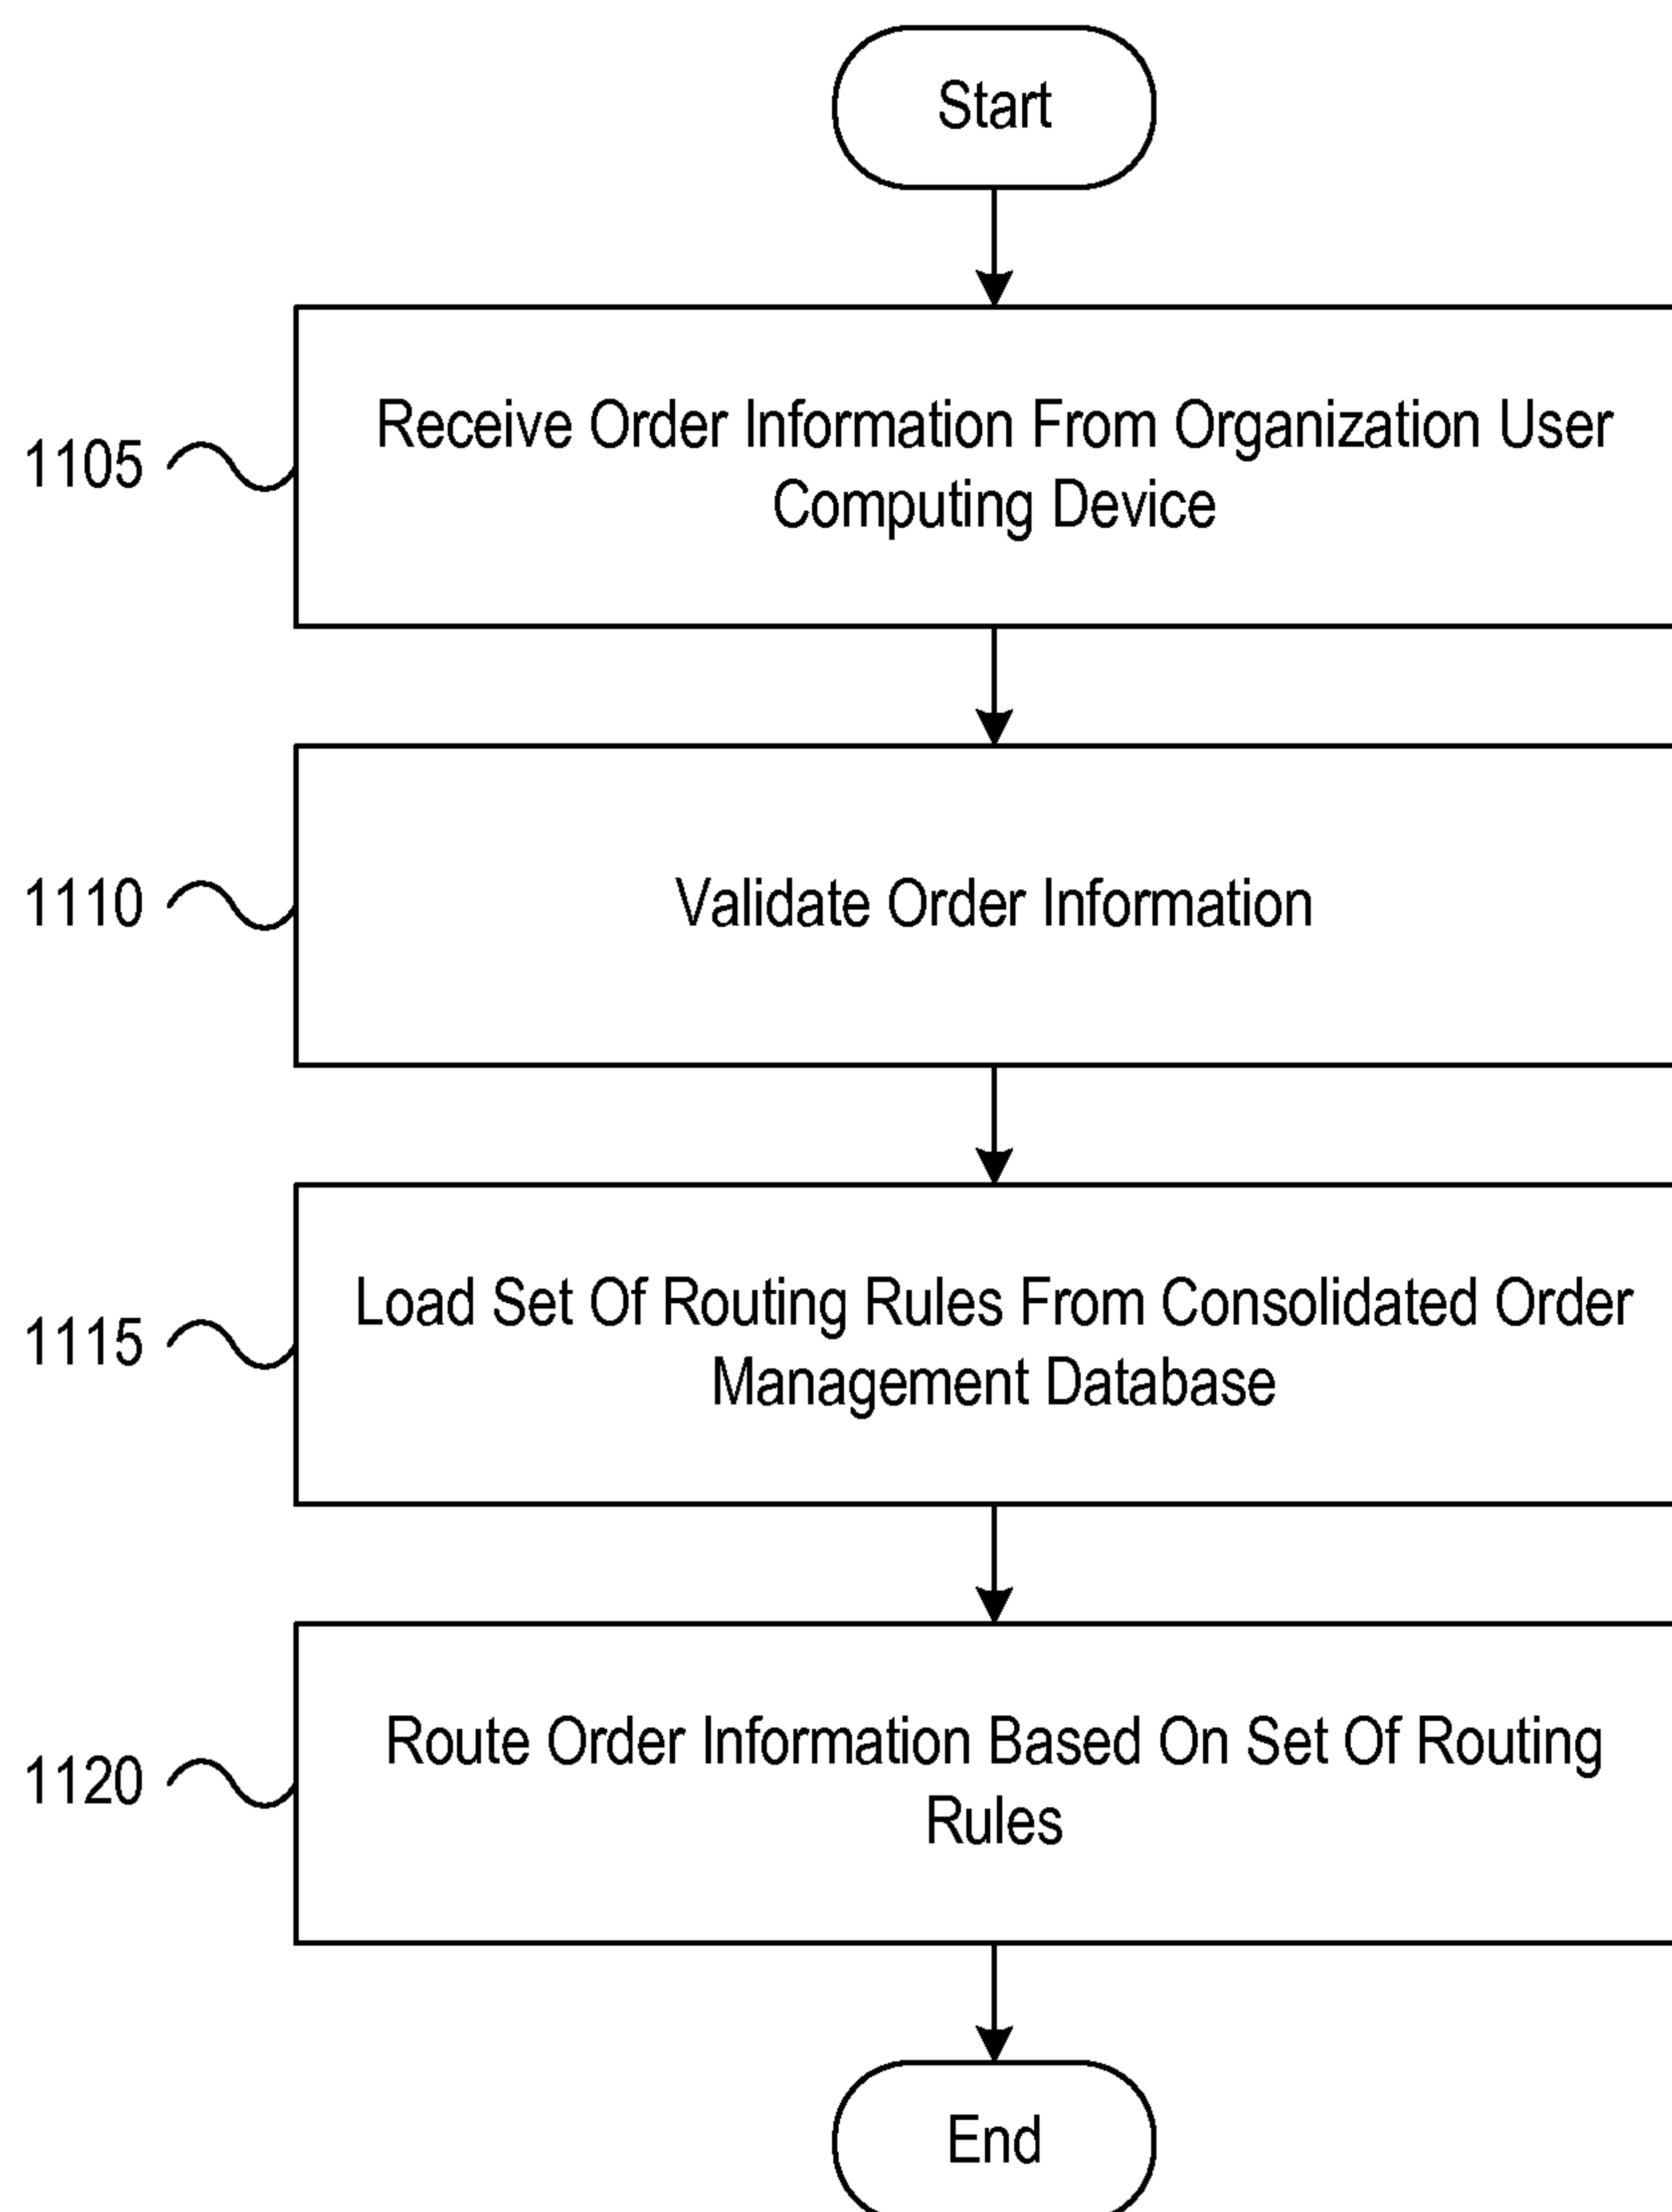 Start
Receive Order Information From Organization User
Computing Device
1105
Validate Order Information
1110
Load Set Of Routing Rules From Consolidated Order
Management Database
1115
Route Order Information Based On Set Of Routing
Rules
1120
End